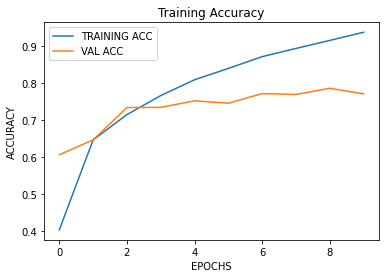 Training Accuracy
TRAINING ACC
VAL ACC
ACCURACY
0.9
0.8
0.7
0.6
0.5
0.4
0 2 4 6 8
EPOCHS